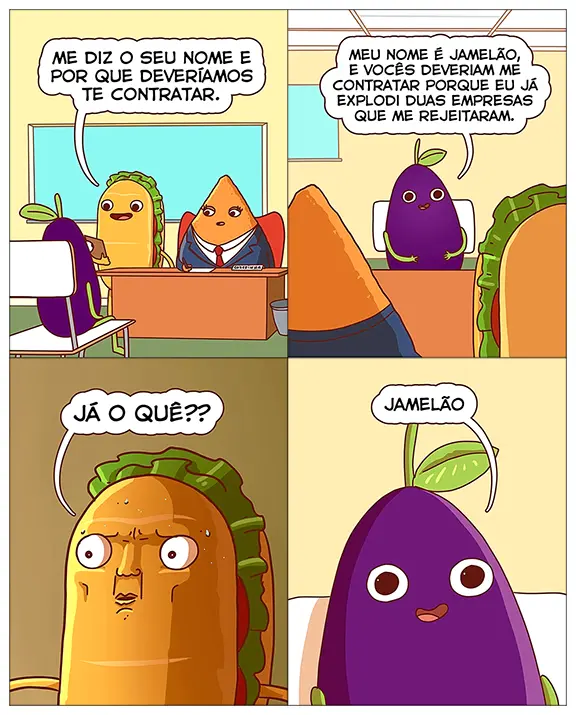 ME DIZ O SEU NOME E
POR QUE DEVERÍAMOS
TE CONTRATAR.
MEU NOME É JAMELÃO,
E VOCÊS DEVERIAM ME
CONTRATAR PORQUE EU JÁ
EXPLODI DUAS EMPRESAS
QUE ME REJEITARAM.
JÁ O QUÊ??
JAMELÃO